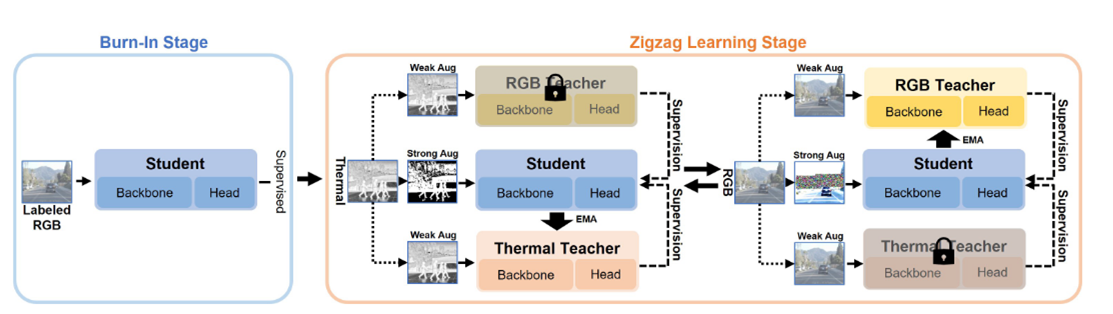 Burn-In Stage
Labeled
RGB
Student
Backbone
Head
Supervised
Zigzag Learning Stage
Thermal
Weak Aug
RGB Teacher
Backbone
Head
Strong Aug
Student
Backbone
Head
EMA
Weak Aug
Thermal Teacher
Backbone
Head
Supervision
Supervision
RGB
Weak Aug
RGB Teacher
Backbone
Head
EMA
Strong Aug
Student
Backbone
Head
Weak Aug
Thermal Teacher
Backbone
Head
Supervision
Supervision